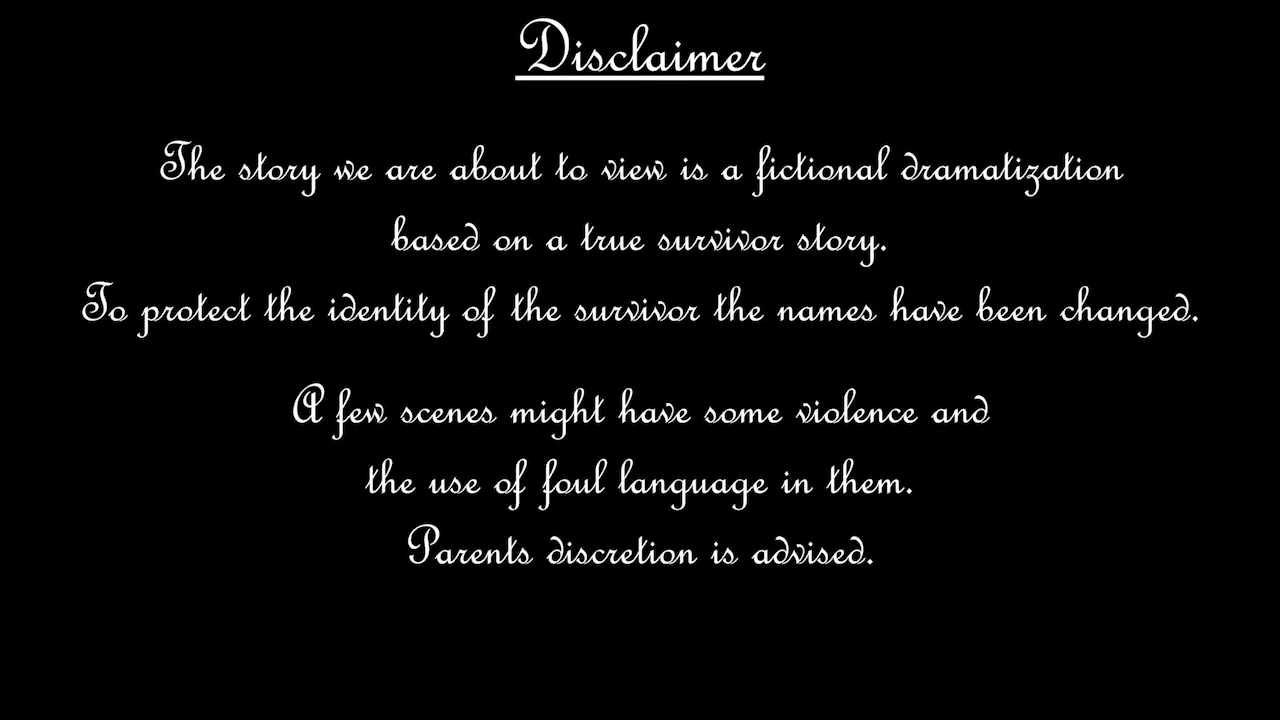 Disclaimer
The story we are about to view is a fictional dramatization
based on a true survivor story.
To protect the identity of the survivor the names have been changed.
A few scenes might have some violence and
the use of foul language in them.
Parents discretion is advised.